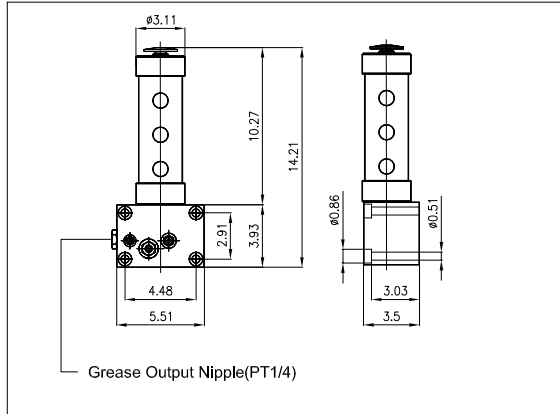 ø3.11
10.27
14.21
2.91
3.93
4.48
5.51
ø0.86
ø0.51
3.03
3.5
Grease Output Nipple(PT1/4)